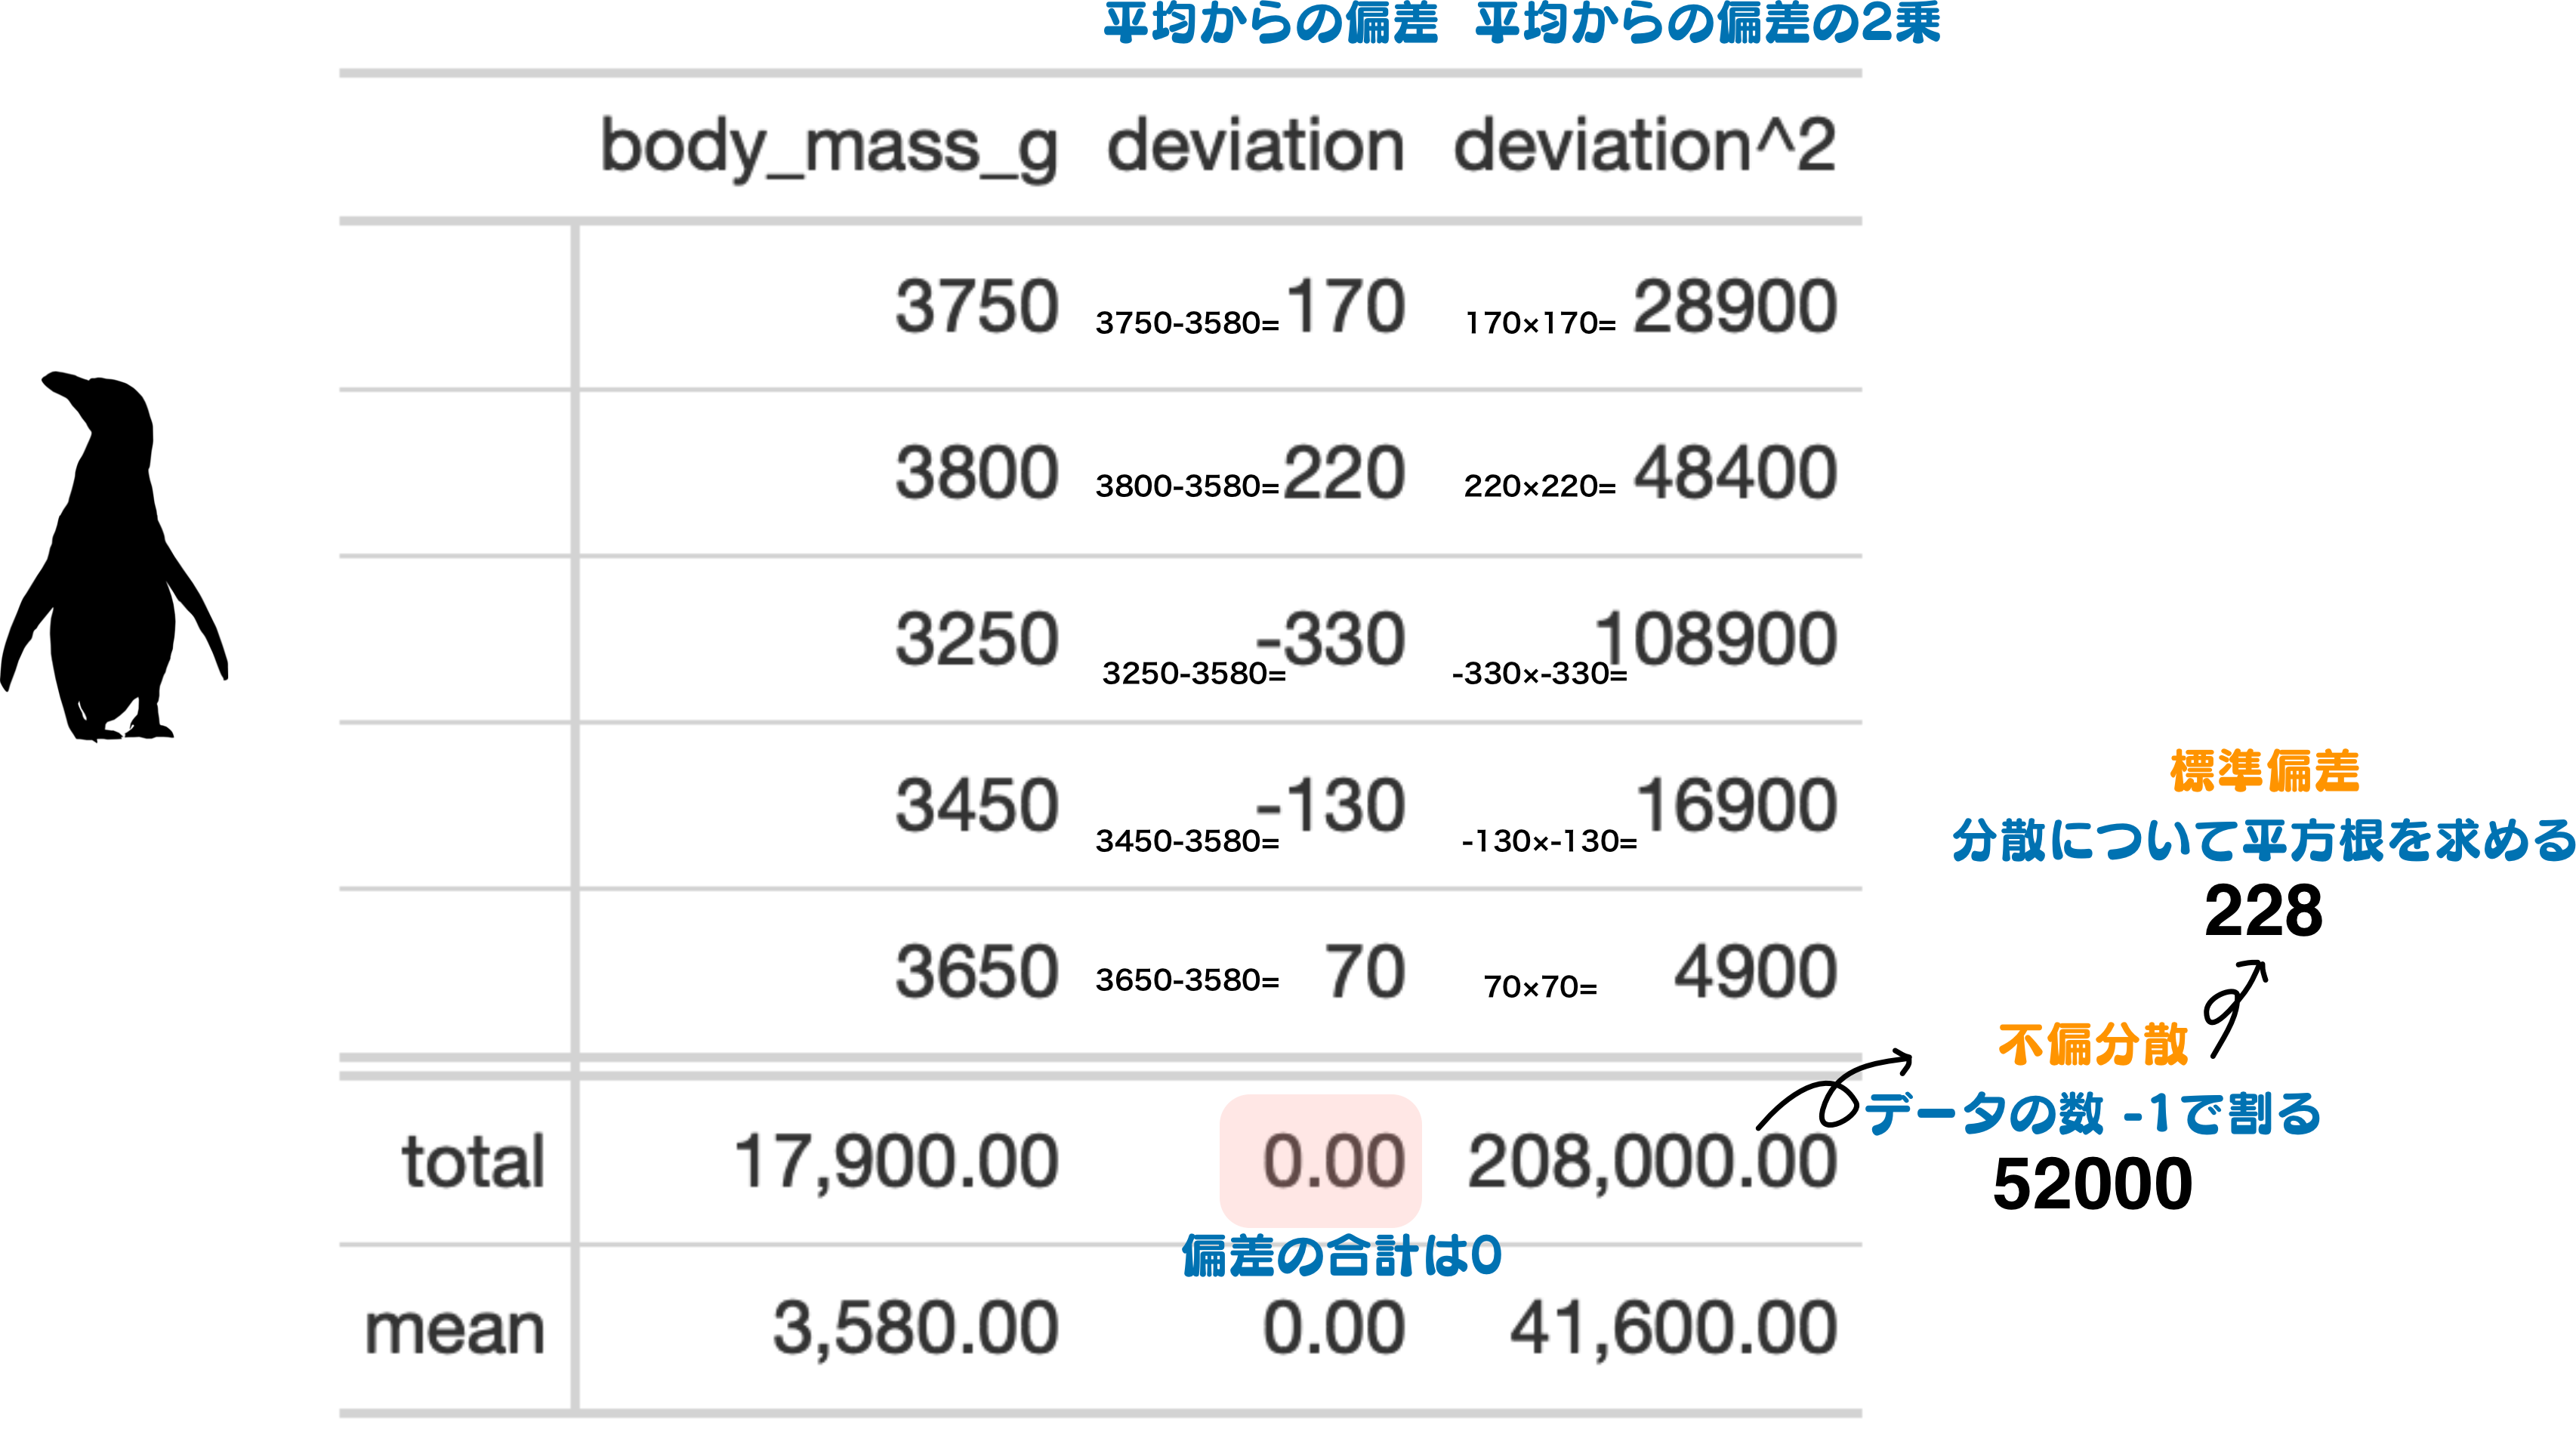 平均からの偏差 平均からの偏差の2乗
body_mass_g deviation deviation^2
3750 3750-3580= 170 170×170= 28900
3800 3800-3580= 220 220×220= 48400
3250 3250-3580= -330 -330×-330= 108900
3450 3450-3580= -130 -130×-130= 16900
3650 3650-3580= 70 70×70= 4900
total 17,900.00 0.00 208,000.00
偏差の合計は0
mean 3,580.00 0.00 41,600.00
不偏分散
データの数 -1で割る
52000
標準偏差
分散について平方根を求める
228